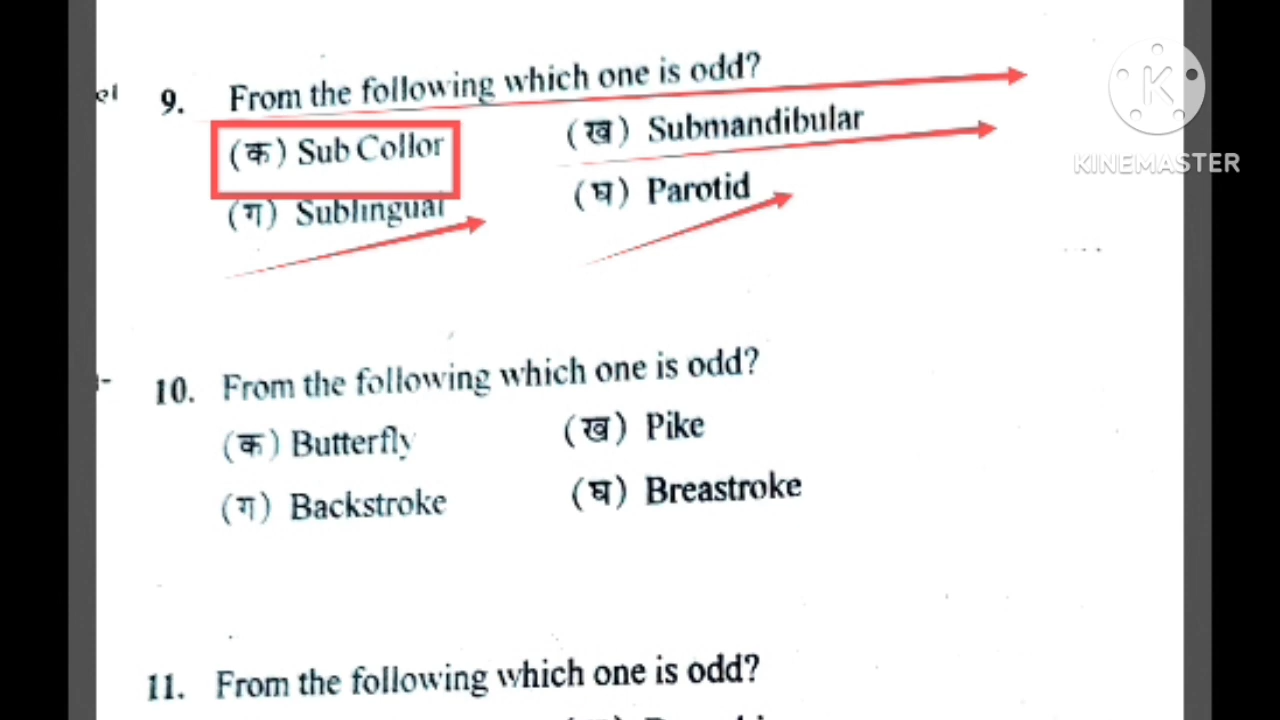 9. From the following which one is odd?
(क) Sub Collor (ख) Submandibular
(ग) Sublingual (घ) Parotid
K
KINEMASTER
10. From the following which one is odd?
(क) Butterfly (ख) Pike
(ग) Backstroke (घ) Breastroke
11. From the following which one is odd?